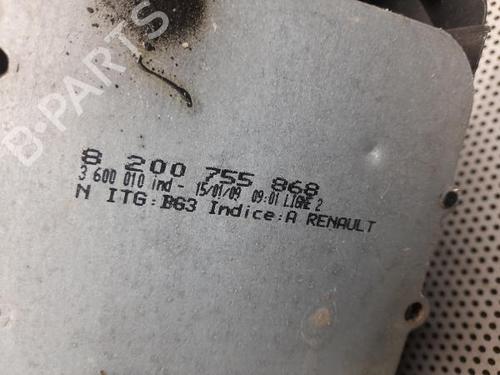 B-PARTS
8 200 755 868
3 600 010 ind - 15/01/09 09:01 LIGNE 2
N ITG:BG3 Indice:A RENAULT